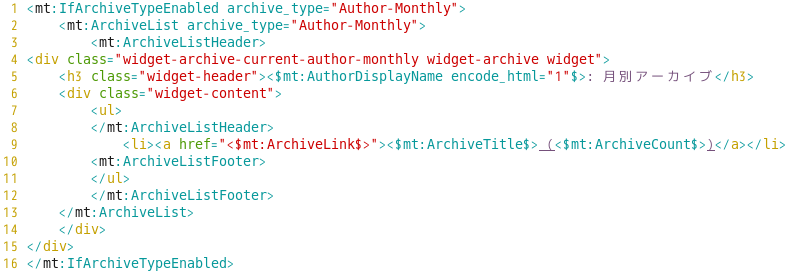 1 <mt:IfArchiveTypeEnabled archive_type="Author-Monthly">
2     <mt:ArchiveList archive_type="Author-Monthly">
3         <mt:ArchiveListHeader>
4 <div class="widget-archive-current-author-monthly widget-archive widget">
5     <h3 class="widget-header"><$mt:AuthorDisplayName encode_html="1"$>: 月別アーカイブ</h3>
6     <div class="widget-content">
7         <ul>
8         </mt:ArchiveListHeader>
9             <li><a href="<$mt:ArchiveLink$>"><$mt:ArchiveTitle$> (<$mt:ArchiveCount$>)</a></li>
10         <mt:ArchiveListFooter>
11         </ul>
12         </mt:ArchiveListFooter>
13     </mt:ArchiveList>
14     </div>
15 </div>
16 </mt:IfArchiveTypeEnabled>